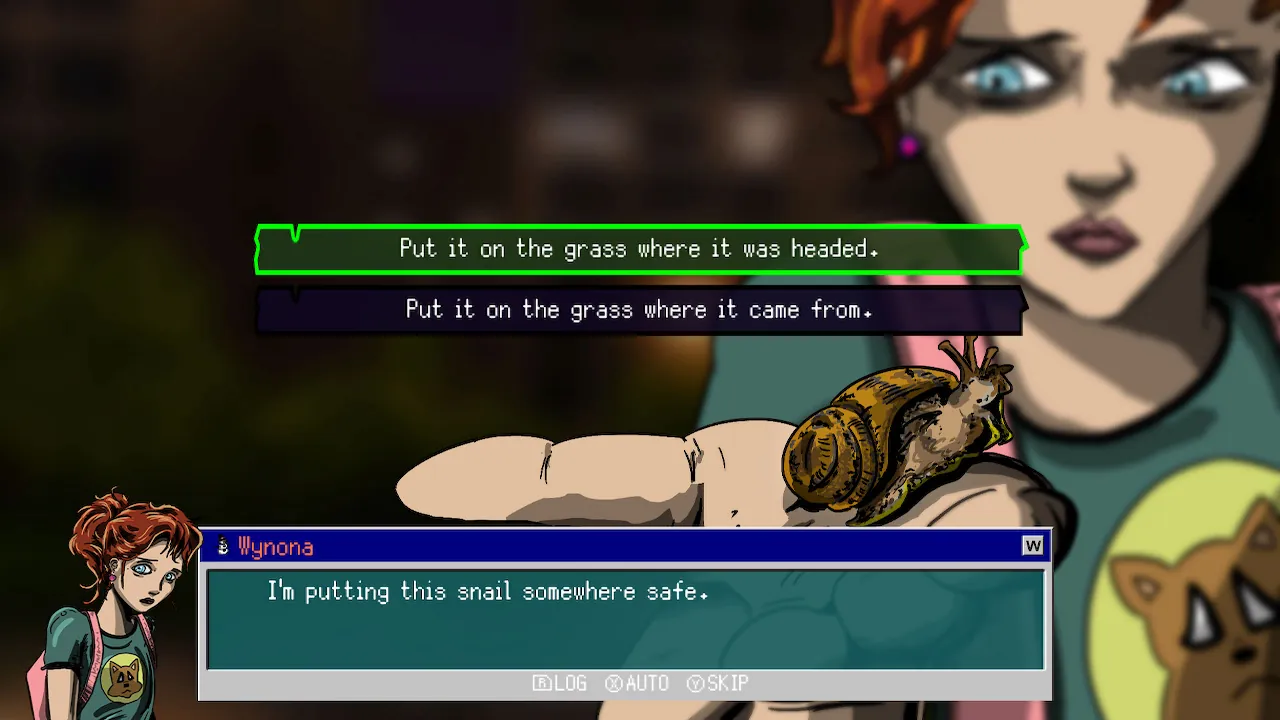 Put it on the grass where it was headed.
Put it on the grass where it came from.
Wynona
W
I'm putting this snail somewhere safe.
R LOG X AUTO Y SKIP